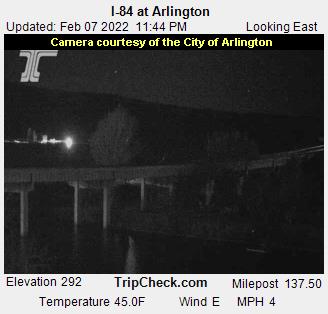 I-84 at Arlington
Updated: Feb 07 2022 11:44 PM Looking East
Camera courtesy of the City of Arlington
Elevation 292 TripCheck.com Milepost 137.50
Temperature 45.0F Wind E MPH 4